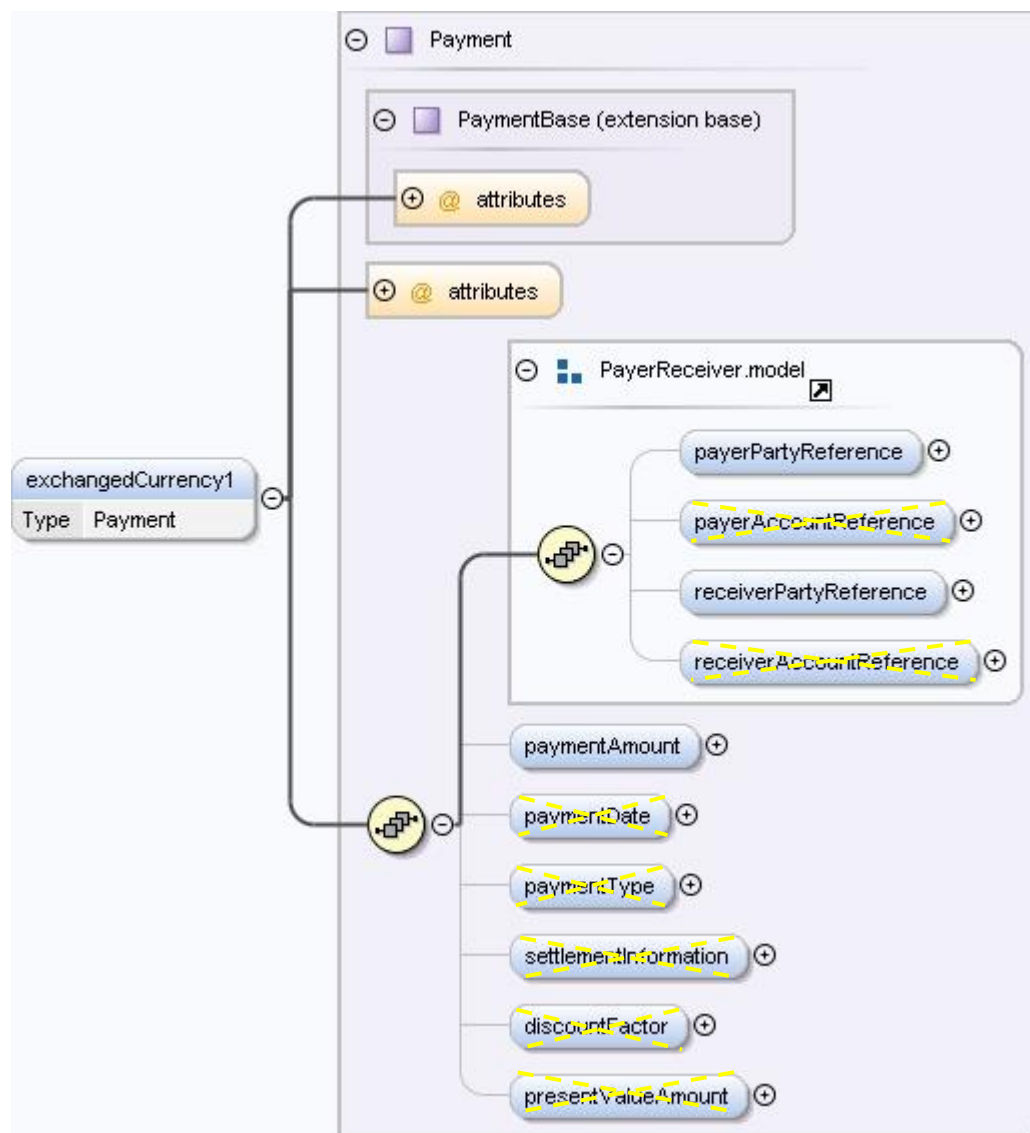 Payment
PaymentBase (extension base)
@ attributes
@ attributes
PayerReceiver.model
payerPartyReference
payerAccountReference
receiverPartyReference
receiverAccountReference
exchangedCurrency1
Type Payment
paymentAmount
paymentDate
paymentType
settlementInformation
discountFactor
presentValueAmount